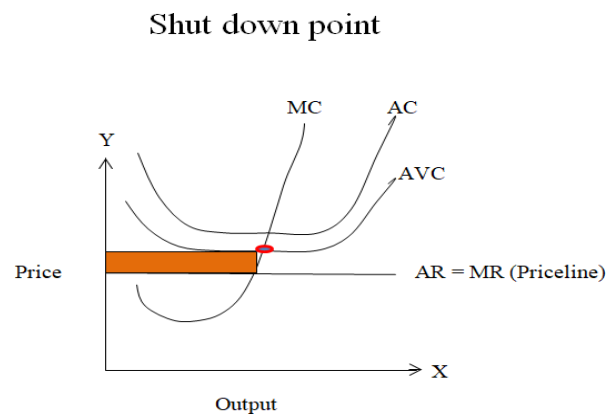 Shut down point
MC
AC
Y
AVC
Price
AR = MR (Priceline)
X
Output